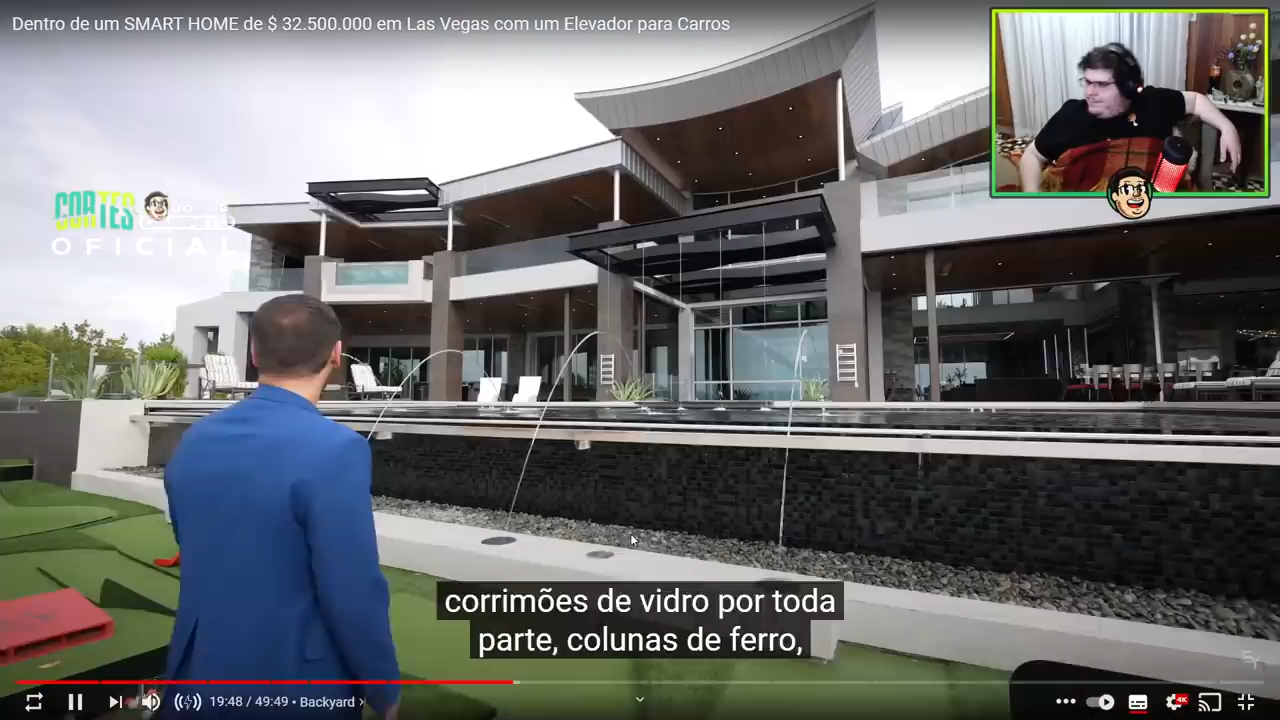 Dentro de um SMART HOME de $ 32.500.000 em Las Vegas com um Elevador para Carros
CORTES
OFICIAL
corrimões de vidro por toda
parte, colunas de ferro,
19:48 / 49:49 • Backyard
4K